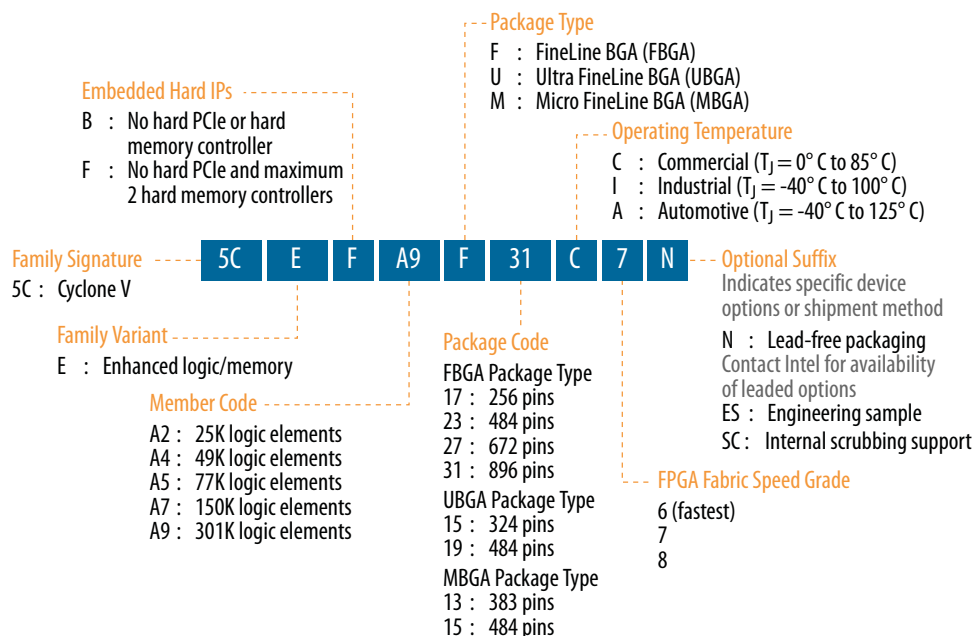 Package Type
F : FineLine BGA (FBGA)
U : Ultra FineLine BGA (UBGA)
M : Micro FineLine BGA (MBGA)
Embedded Hard IPs
B : No hard PCIe or hard
memory controller
F : No hard PCIe and maximum
2 hard memory controllers
Operating Temperature
C : Commercial (TJ = 0° C to 85° C)
I : Industrial (TJ = -40° C to 100° C)
A : Automotive (TJ = -40° C to 125° C)
Family Signature
5C : Cyclone V
5C E F A9 F 31 C 7 N
Optional Suffix
Indicates specific device
options or shipment method
N : Lead-free packaging
Contact Intel for availability
of leaded options
ES : Engineering sample
SC : Internal scrubbing support
Family Variant
E : Enhanced logic/memory
Member Code
A2 : 25K logic elements
A4 : 49K logic elements
A5 : 77K logic elements
A7 : 150K logic elements
A9 : 301K logic elements
Package Code
FBGA Package Type
17 : 256 pins
23 : 484 pins
27 : 672 pins
31 : 896 pins
UBGA Package Type
15 : 324 pins
19 : 484 pins
MBGA Package Type
13 : 383 pins
15 : 484 pins
FPGA Fabric Speed Grade
6 (fastest)
7
8